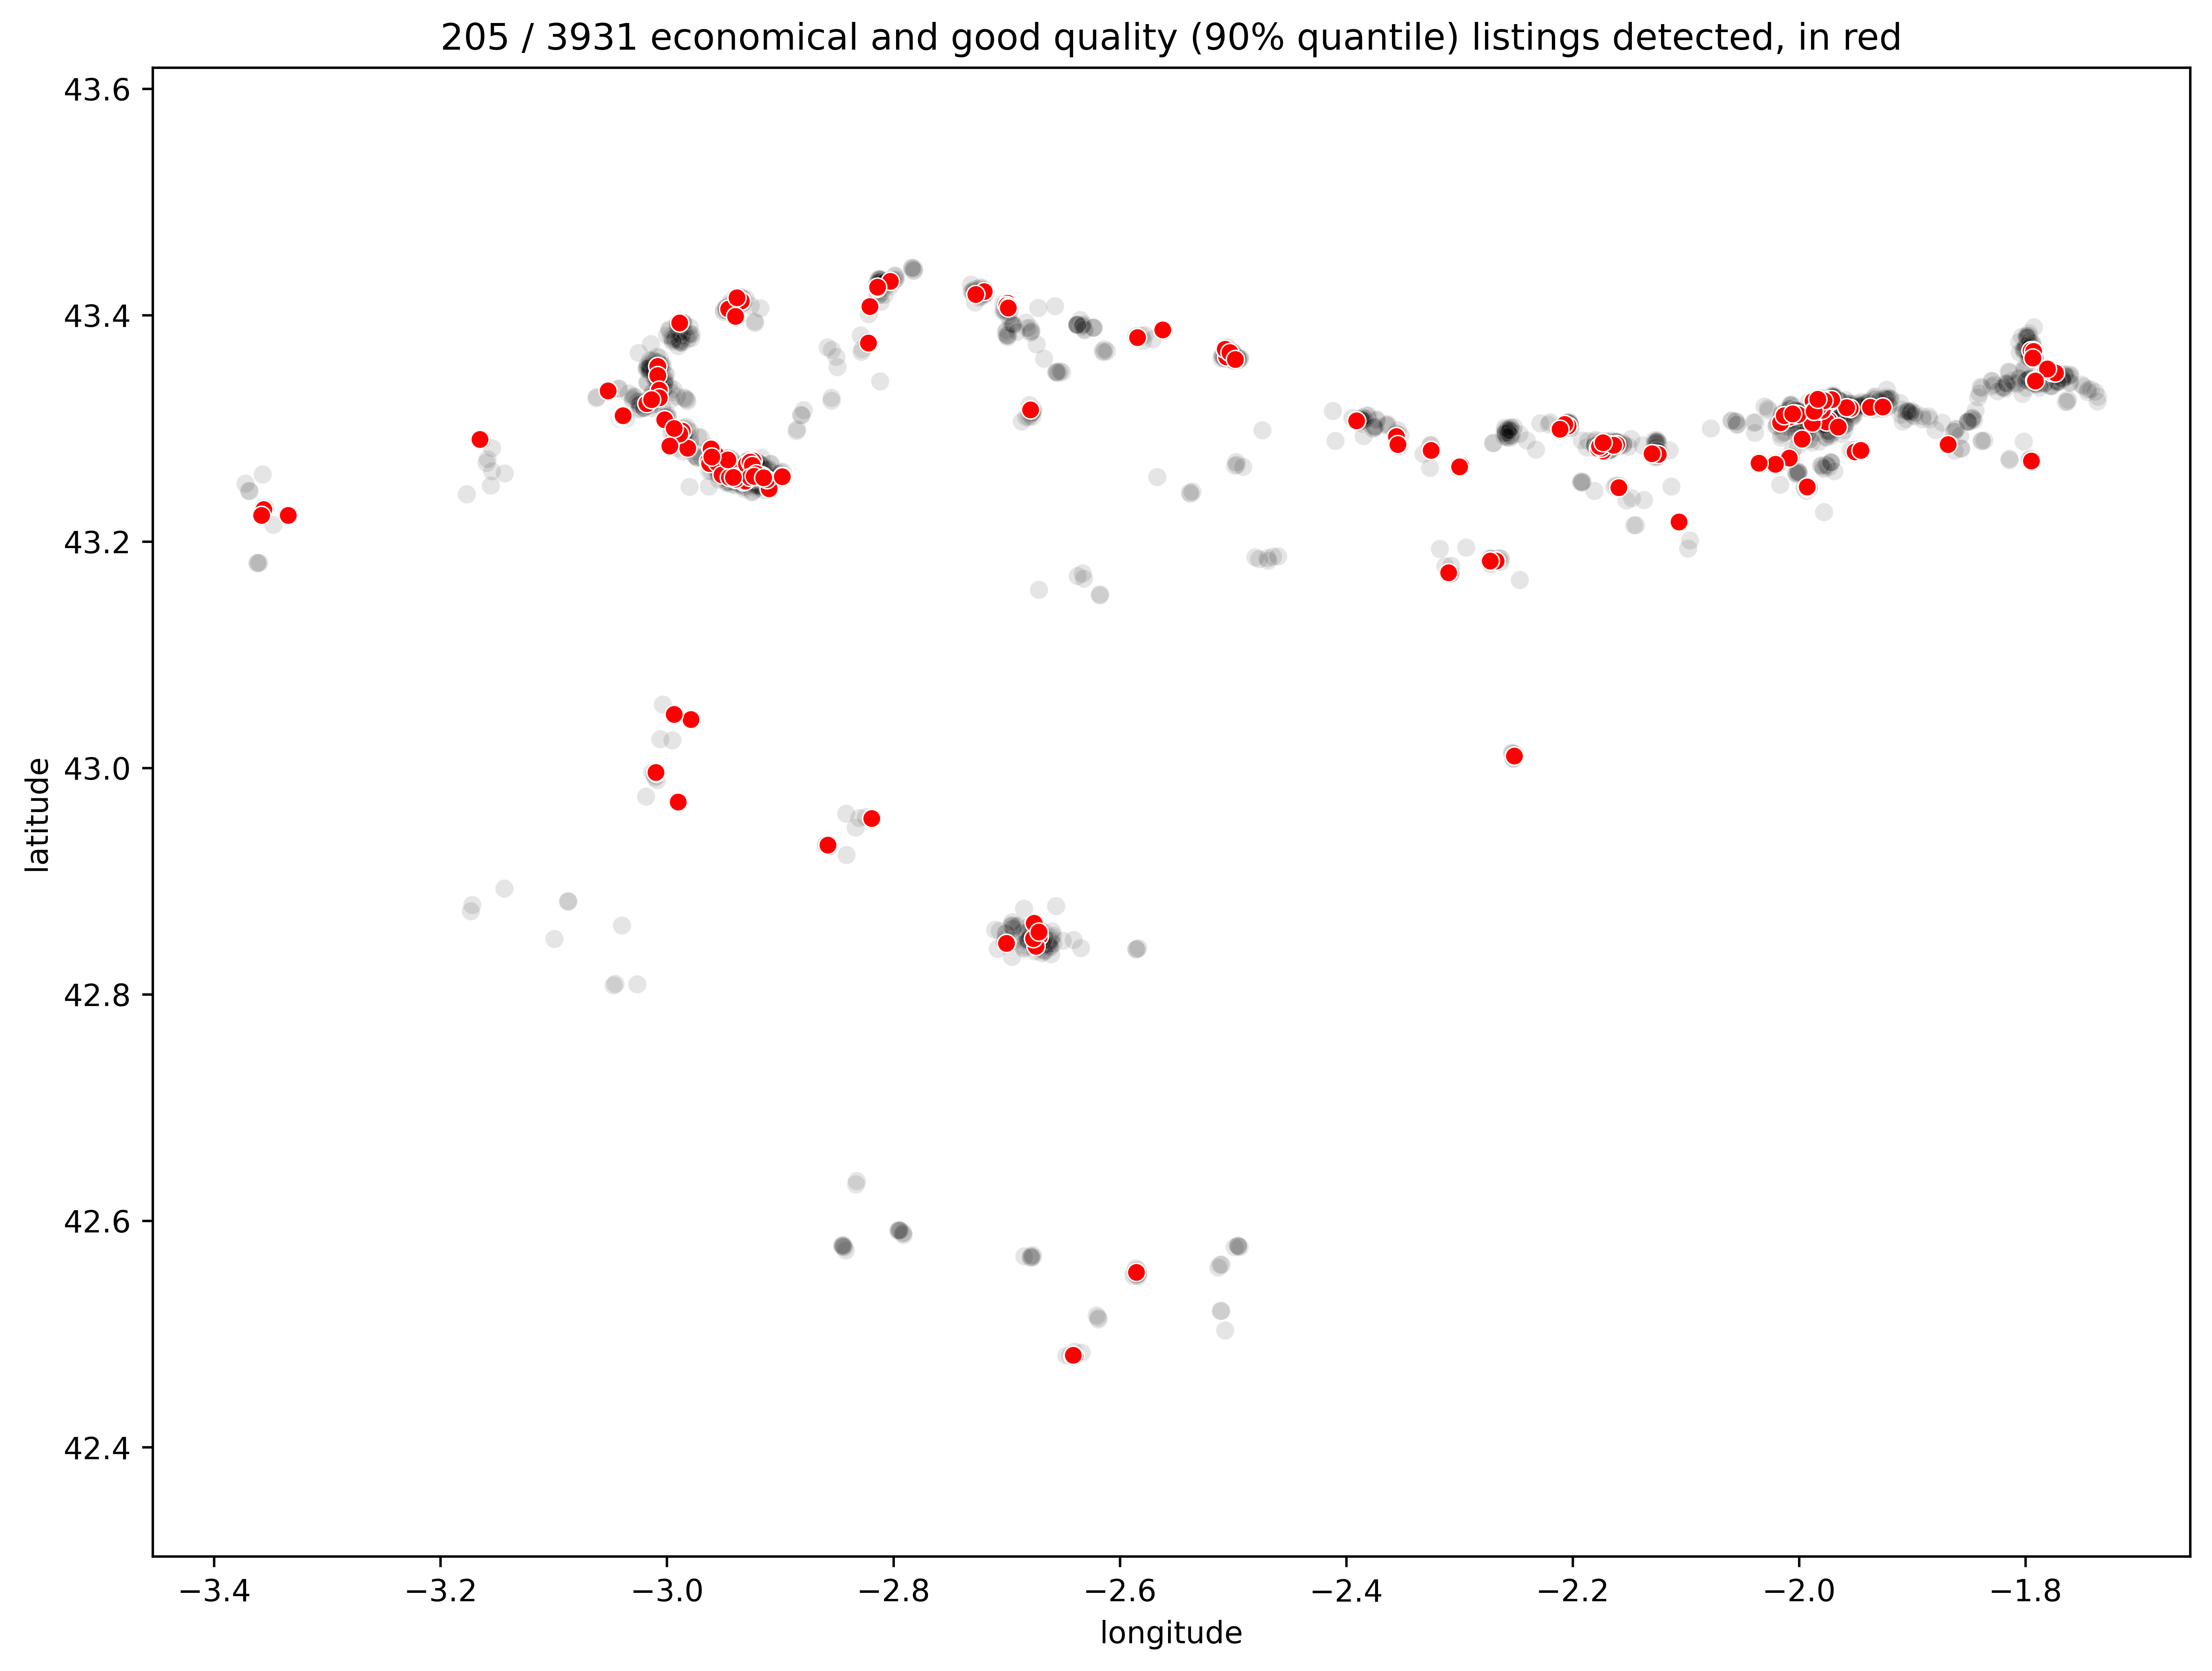 205 / 3931 economical and good quality (90% quantile) listings detected, in red
43.6
43.4
43.2
43.0
42.8
42.6
42.4
latitude
−3.4 −3.2 −3.0 −2.8 −2.6 −2.4 −2.2 −2.0 −1.8
longitude